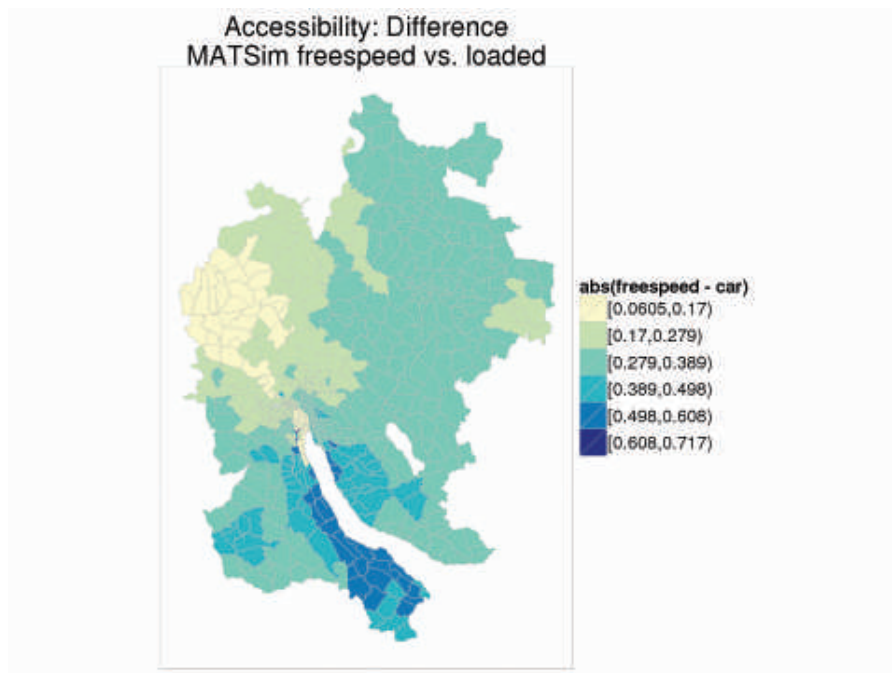 Accessibility: Difference
MATSim freespeed vs. loaded
abs(freespeed - car)
[0.0605,0.17)
[0.17,0.279)
[0.279,0.389)
[0.389,0.498)
[0.498,0.608)
[0.608,0.717)